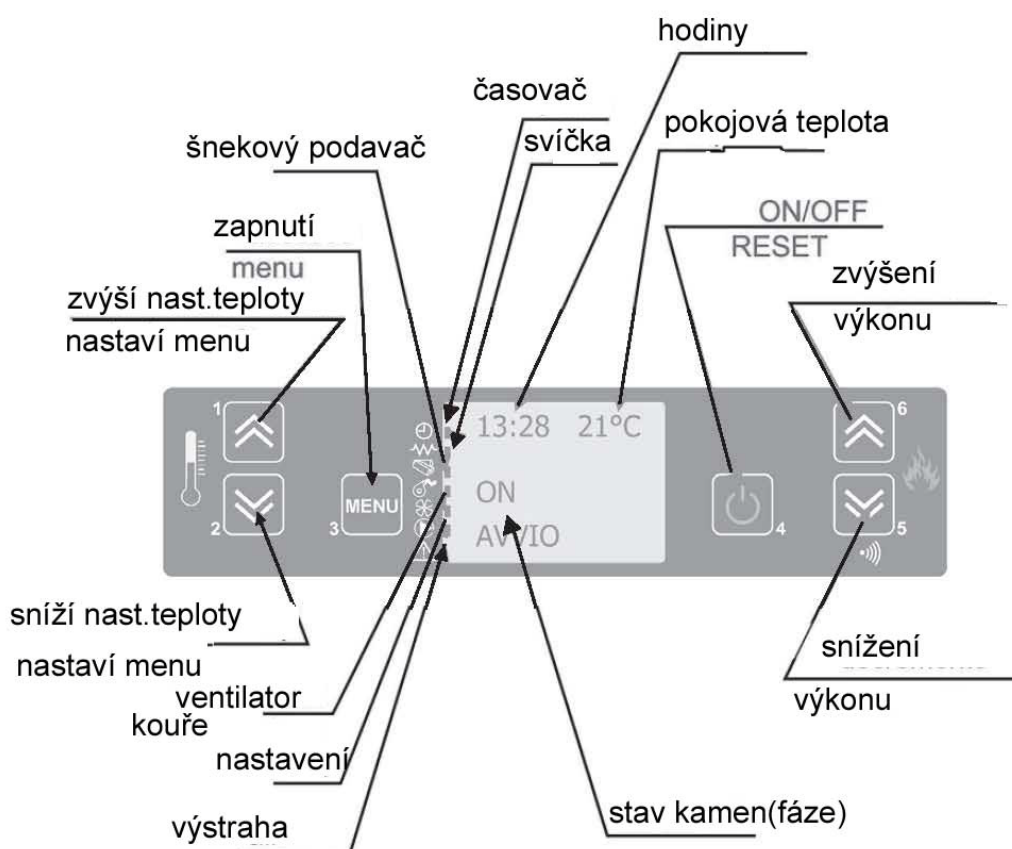 hodiny
časovač
pokojová teplota
svíčka
šnekový podavač
ON/OFF
RESET
zapnutí
menu
zvýšení
výkonu
zvýší nast.teploty
nastaví menu
1
6
13:28 21°C
ON
AVVIO
MENU
2
3
4
5
sníží nast.teploty
nastaví menu
snížení
výkonu
ventilator
kouře
nastavení
stav kamen(fáze)
výstraha